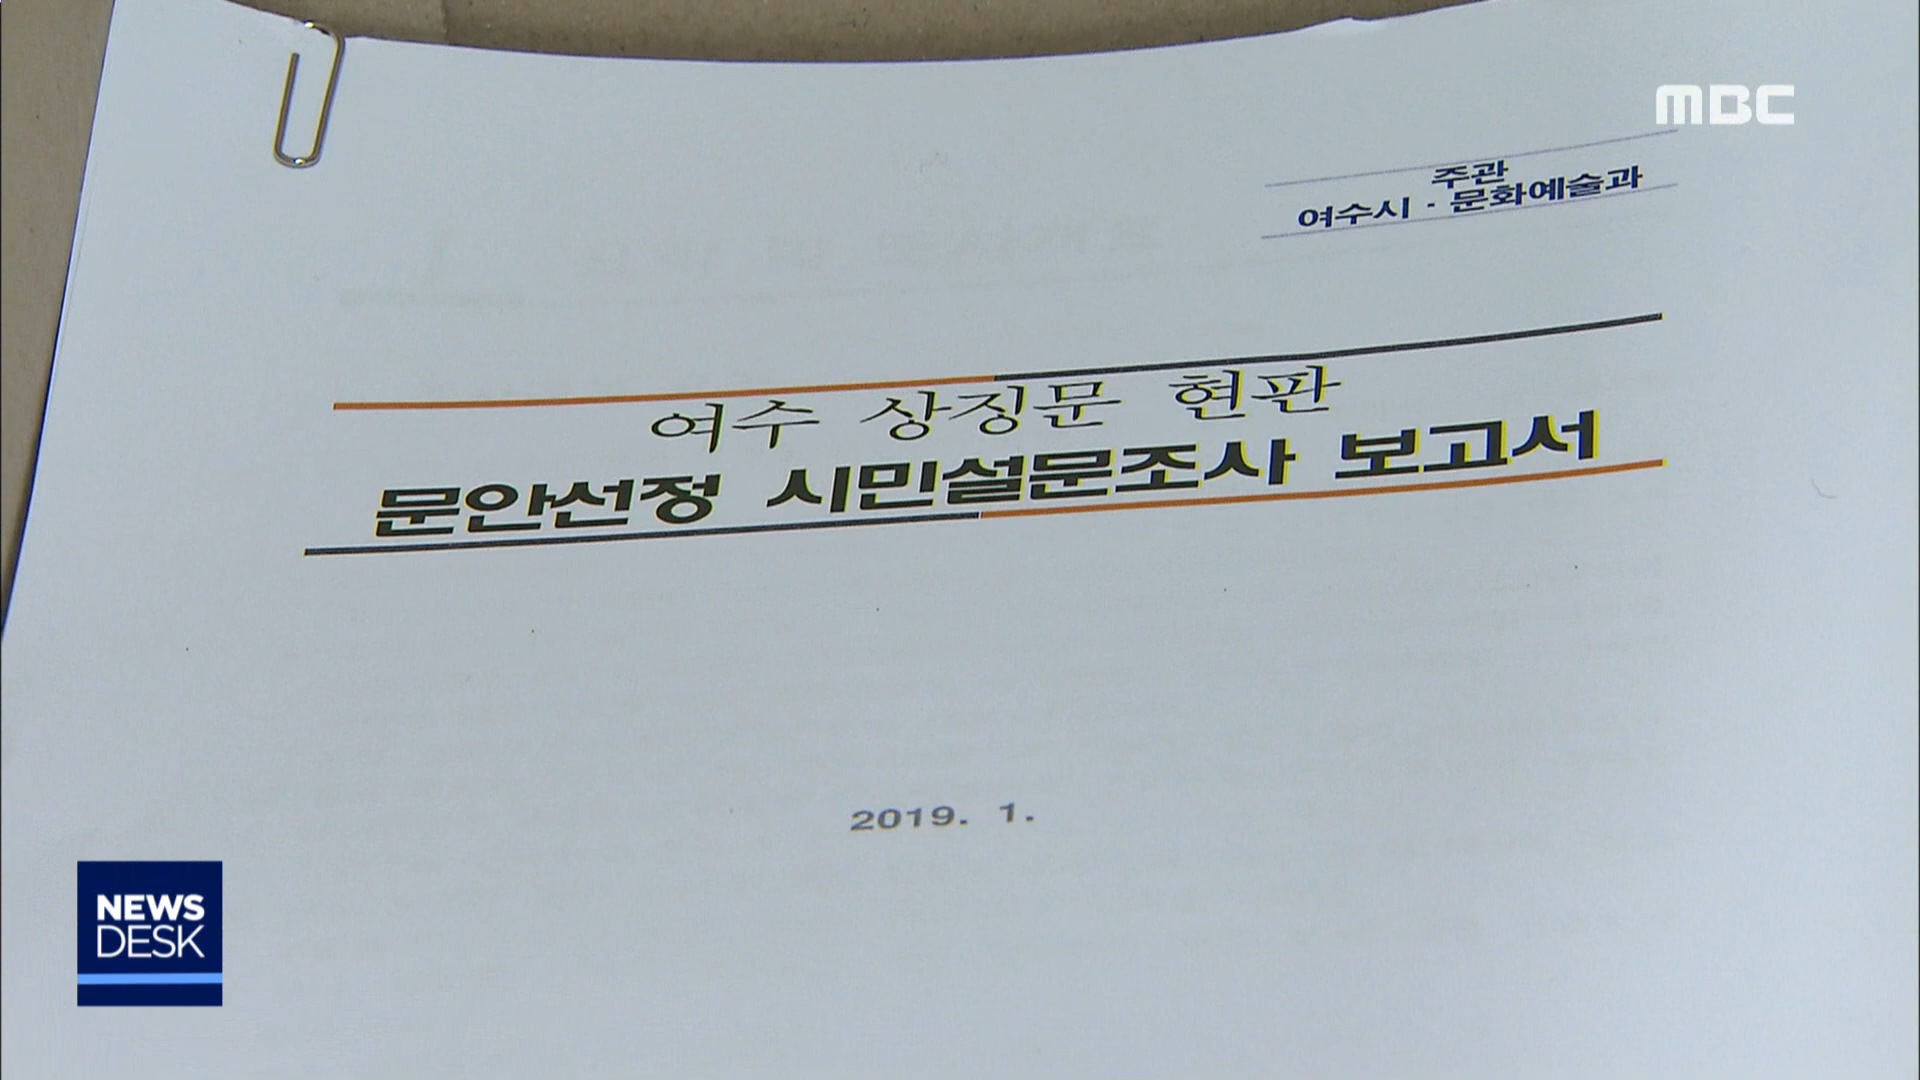 MBC
주관
여수시 · 문화예술과
여수 상징문 현판
문안선정 시민설문조사 보고서
2019. 1.
NEWS
DESK